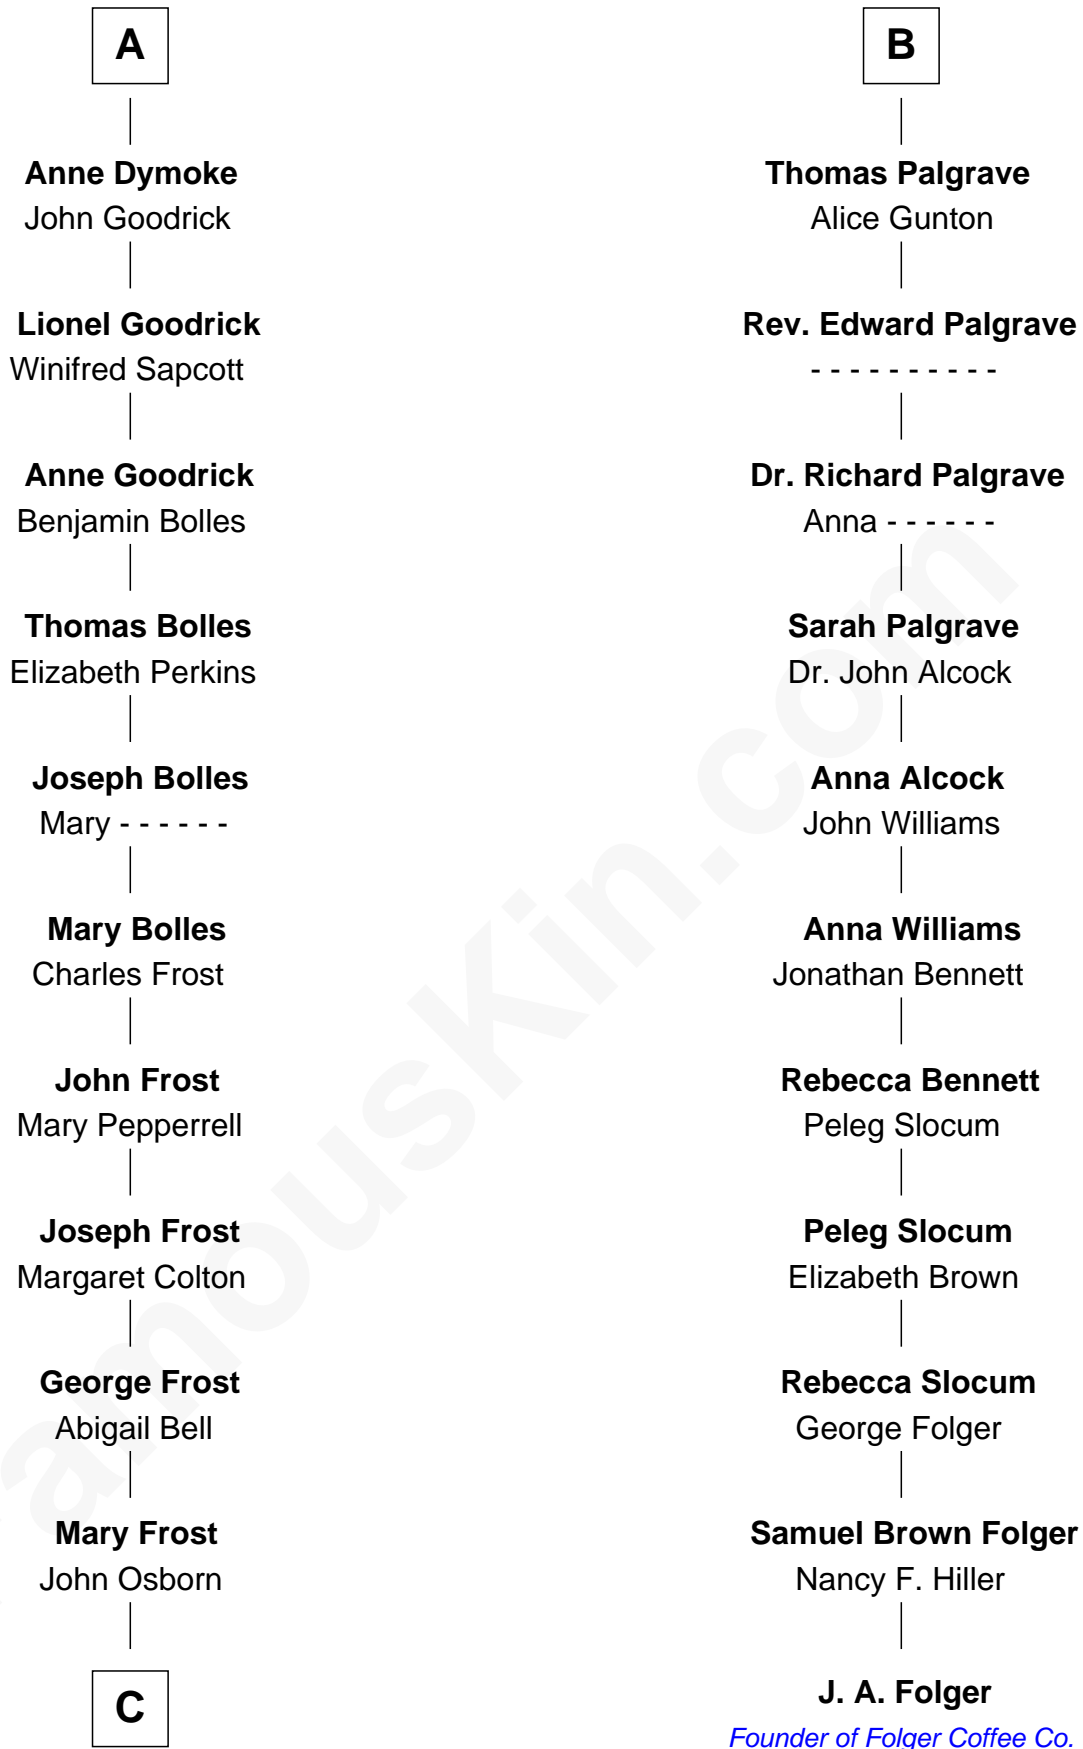 A
Anne Dymoke
John Goodrick
Lionel Goodrick
Winifred Sapcott
Anne Goodrick
Benjamin Bolles
Thomas Bolles
Elizabeth Perkins
Joseph Bolles
Mary - - - - - -
Mary Bolles
Charles Frost
John Frost
Mary Pepperrell
Joseph Frost
Margaret Colton
George Frost
Abigail Bell
Mary Frost
John Osborn
C
B
Thomas Palgrave
Alice Gunton
Rev. Edward Palgrave
- - - - - - - - - -
Dr. Richard Palgrave
Anna - - - - - -
Sarah Palgrave
Dr. John Alcock
Anna Alcock
John Williams
Anna Williams
Jonathan Bennett
Rebecca Bennett
Peleg Slocum
Peleg Slocum
Elizabeth Brown
Rebecca Slocum
George Folger
Samuel Brown Folger
Nancy F. Hiller
J. A. Folger
Founder of Folger Coffee Co.
amouskin.com